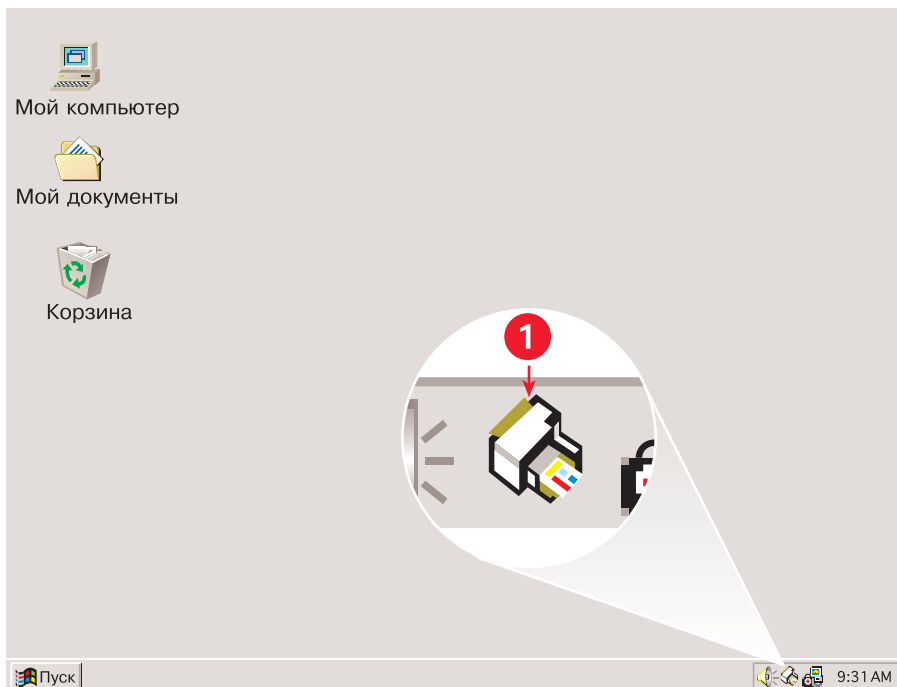 Мой компьютер
Мой документы
Корзина
1
Пуск
9:31 AM